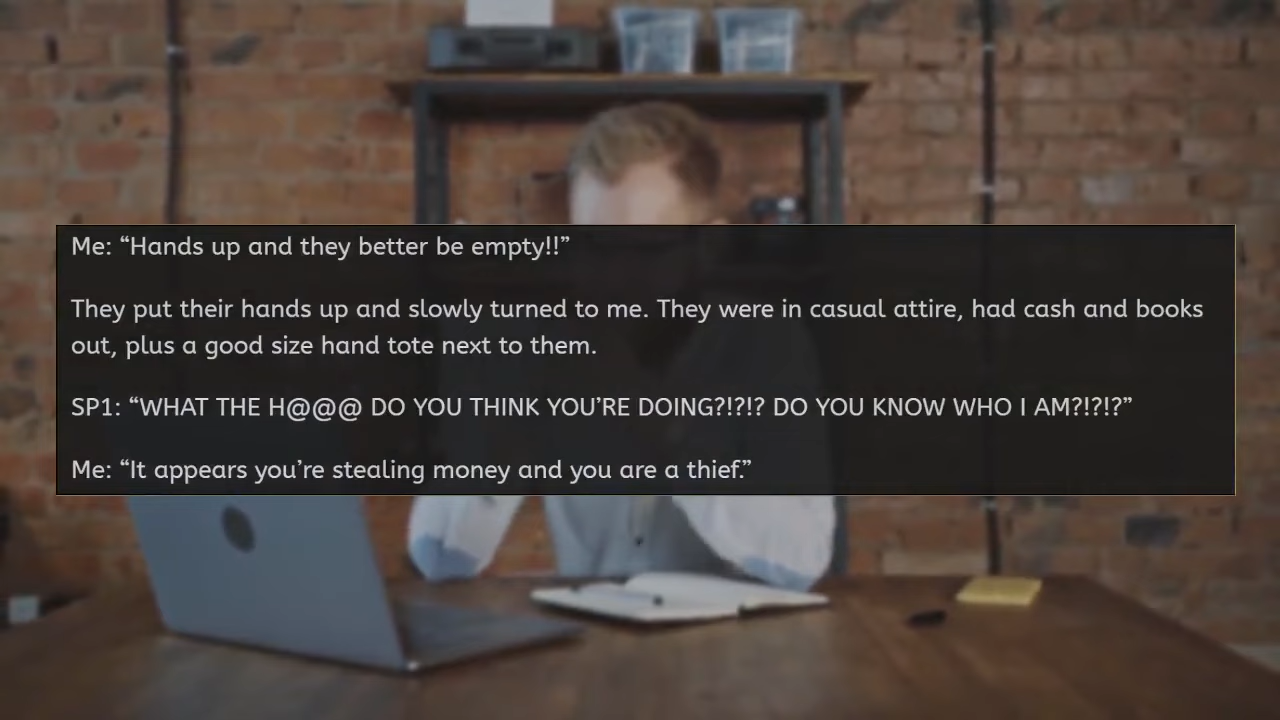 Me: “Hands up and they better be empty!!”
They put their hands up and slowly turned to me. They were in casual attire, had cash and books
out, plus a good size hand tote next to them.
SP1: “WHAT THE H@@@ DO YOU THINK YOU’RE DOING?!?!? DO YOU KNOW WHO I AM?!?!?”
Me: “It appears you’re stealing money and you are a thief.”